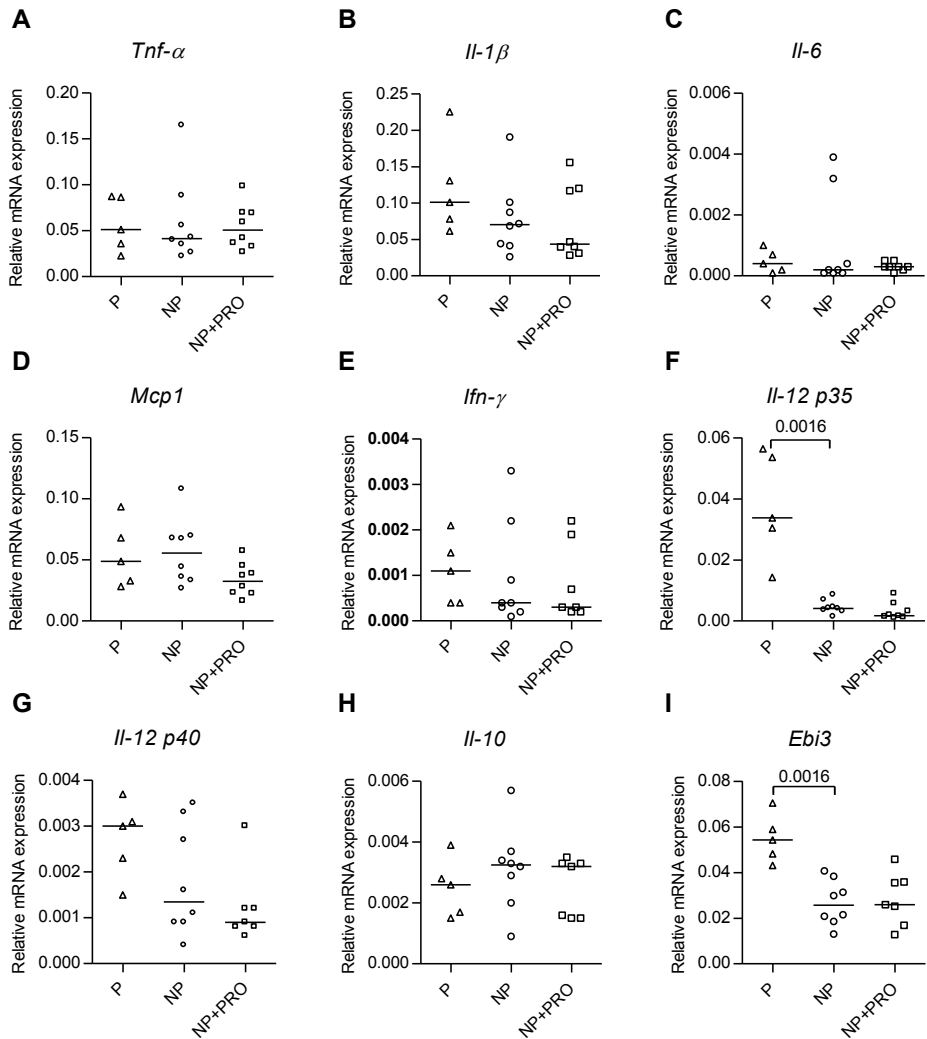 A
Tnf-α
Relative mRNA expression
0.20
0.15
0.10
0.05
0.00
P
NP
NP+PRO
B
Il-1β
Relative mRNA expression
0.25
0.20
0.15
0.10
0.05
0.00
P
NP
NP+PRO
C
Il-6
Relative mRNA expression
0.006
0.004
0.002
0.000
P
NP
NP+PRO
D
Mcp1
Relative mRNA expression
0.15
0.10
0.05
0.00
P
NP
NP+PRO
E
Ifn-γ
Relative mRNA expression
0.004
0.003
0.002
0.001
0.000
P
NP
NP+PRO
F
Il-12 p35
0.0016
Relative mRNA expression
0.06
0.04
0.02
0.00
P
NP
NP+PRO
G
Il-12 p40
Relative mRNA expression
0.004
0.003
0.002
0.001
0.000
P
NP
NP+PRO
H
Il-10
Relative mRNA expression
0.006
0.004
0.002
0.000
P
NP
NP+PRO
I
Ebi3
0.0016
Relative mRNA expression
0.08
0.06
0.04
0.02
0.00
P
NP
NP+PRO